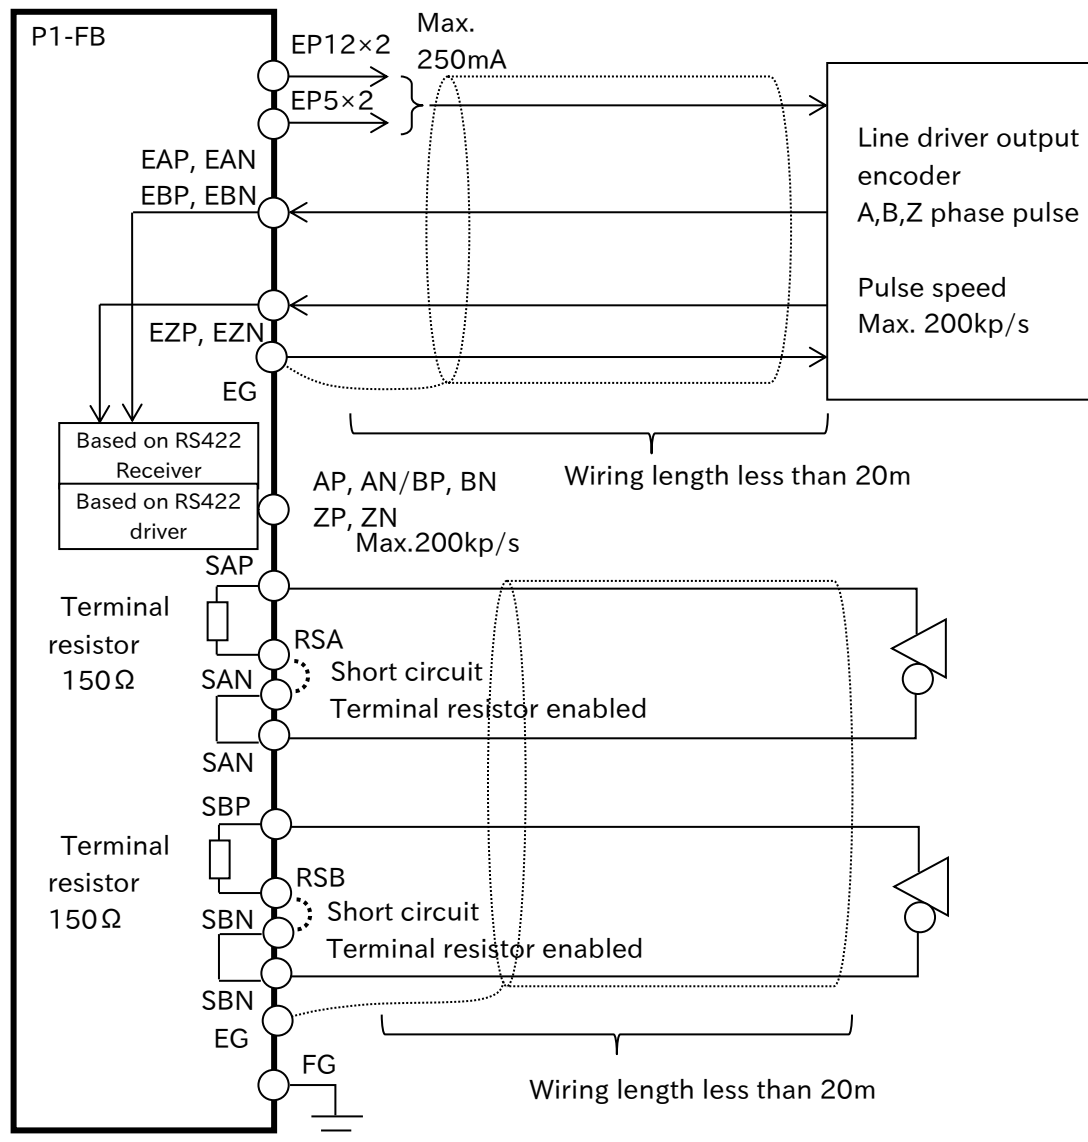 P1-FB
EP12×2
Max.
250mA
EP5×2
EAP, EAN
EBP, EBN
Line driver output
encoder
A,B,Z phase pulse
Pulse speed
Max. 200kp/s
EZP, EZN
EG
Based on RS422
Receiver
Based on RS422
driver
Wiring length less than 20m
AP, AN/BP, BN
ZP, ZN
Max.200kp/s
SAP
Terminal
resistor
150Ω
RSA
Short circuit
SAN
Terminal resistor enabled
SAN
SBP
Terminal
resistor
150Ω
RSB
Short circuit
SBN
Terminal resistor enabled
SBN
EG
FG
Wiring length less than 20m